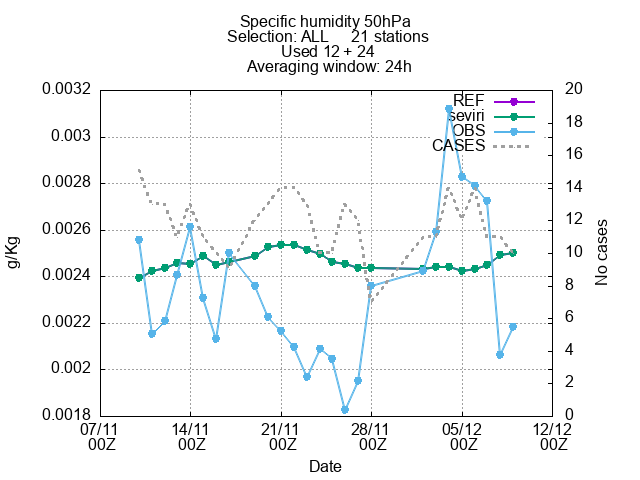 Specific humidity 50hPa
Selection: ALL 21 stations
Used 12 + 24
Averaging window: 24h
REF
seviri
OBS
CASES
0.0032
0.003
0.0028
0.0026
0.0024
0.0022
0.002
0.0018
g/Kg
20
18
16
14
12
10
8
6
4
2
0
No cases
07/11 14/11 21/11 28/11 05/12 12/12
00Z 00Z 00Z 00Z 00Z 00Z
Date